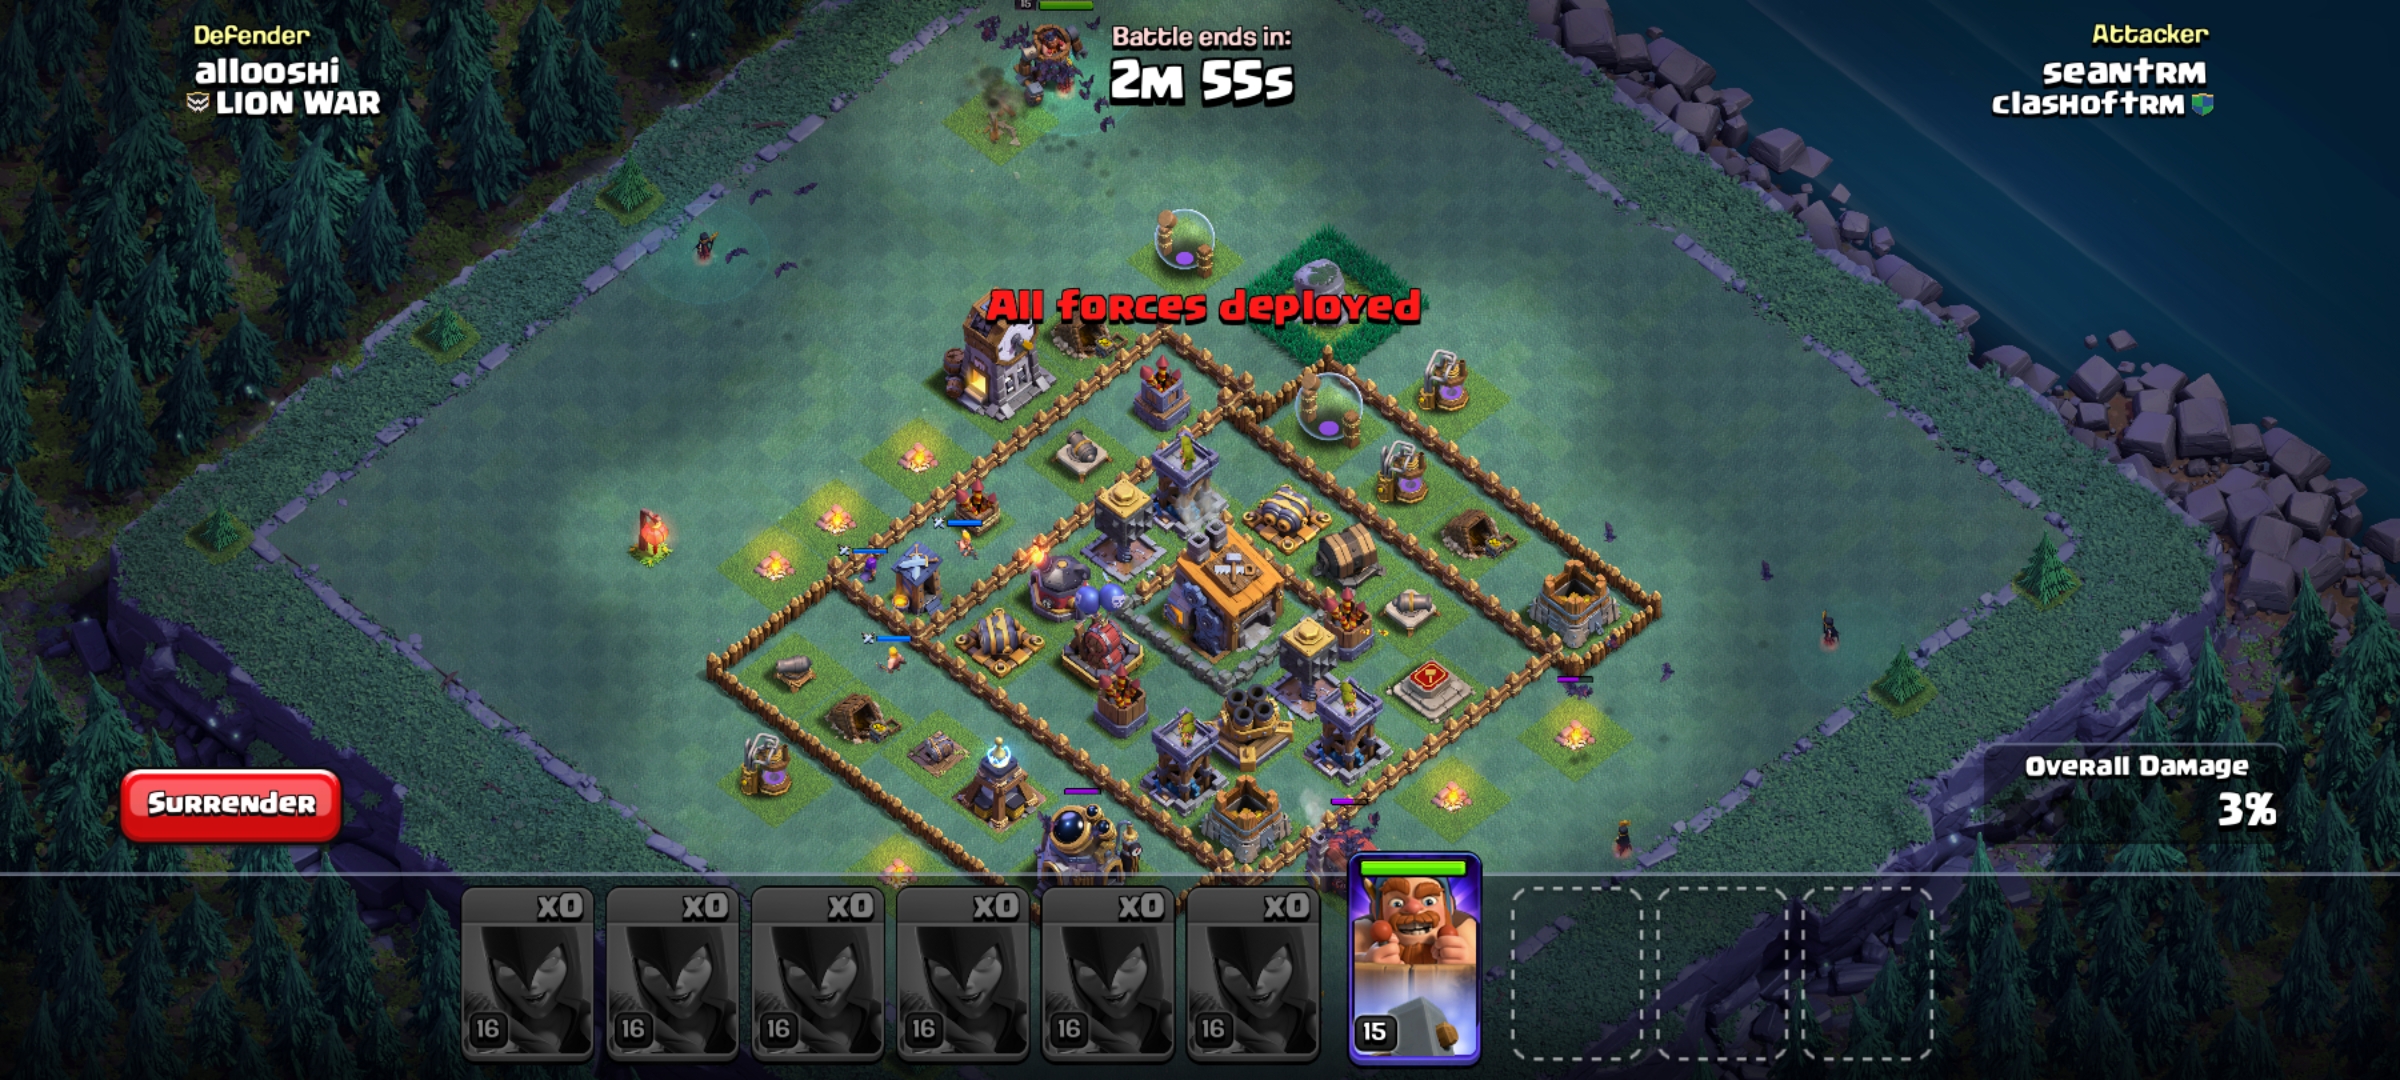 15
Defender
allooshi
LION WAR
Battle ends in:
2M 55s
Attacker
seantRM
clashoftRM
All forces deployed
Surrender
Overall Damage
3%
x0 x0 x0 x0 x0 x0
16 16 16 16 16 16 15